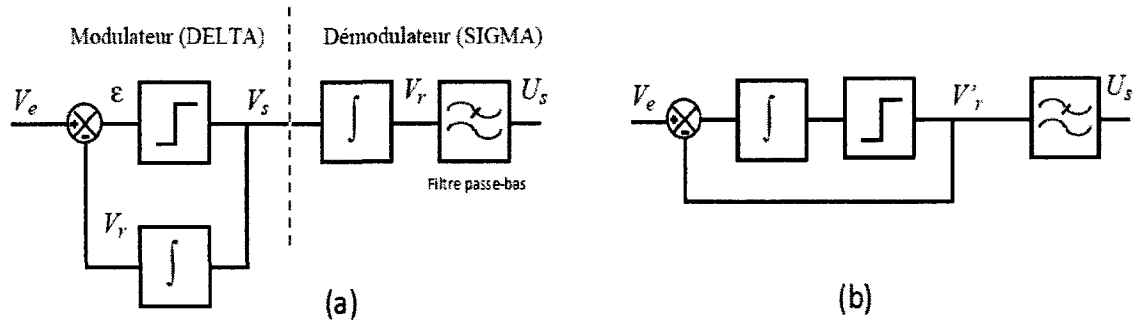 Modulateur (DELTA)
Démodulateur (SIGMA)
V_e
+
-
ε
V_s
∫
V_r
U_s
Filtre passe-bas
V_r
∫
(a)
V_e
+
-
∫
V'_r
U_s
(b)